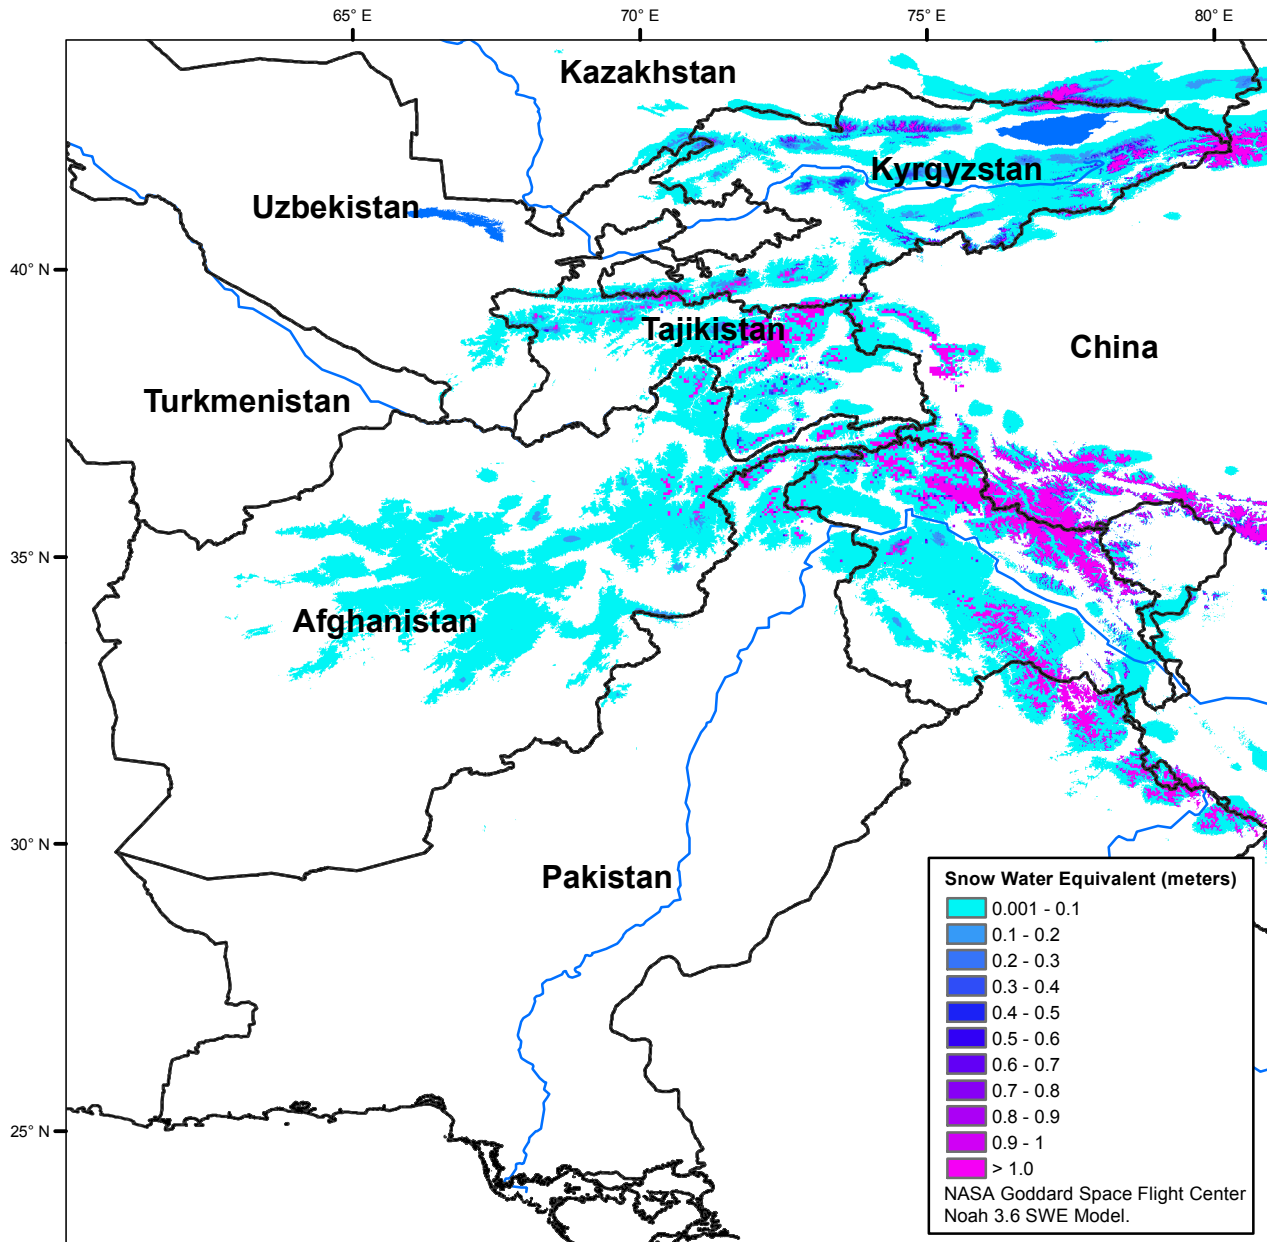 65° E
70° E
75° E
80° E
Kazakhstan
Kyrgyzstan
Uzbekistan
40° N
Tajikistan
China
Turkmenistan
35° N
Afghanistan
30° N
Pakistan
25° N
Snow Water Equivalent (meters)
0.001 - 0.1
0.1 - 0.2
0.2 - 0.3
0.3 - 0.4
0.4 - 0.5
0.5 - 0.6
0.6 - 0.7
0.7 - 0.8
0.8 - 0.9
0.9 - 1
> 1.0
NASA Goddard Space Flight Center
Noah 3.6 SWE Model.